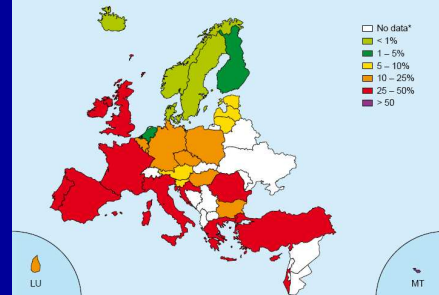 No data*
< 1%
1 – 5%
5 – 10%
10 – 25%
25 – 50%
> 50
LU
MT